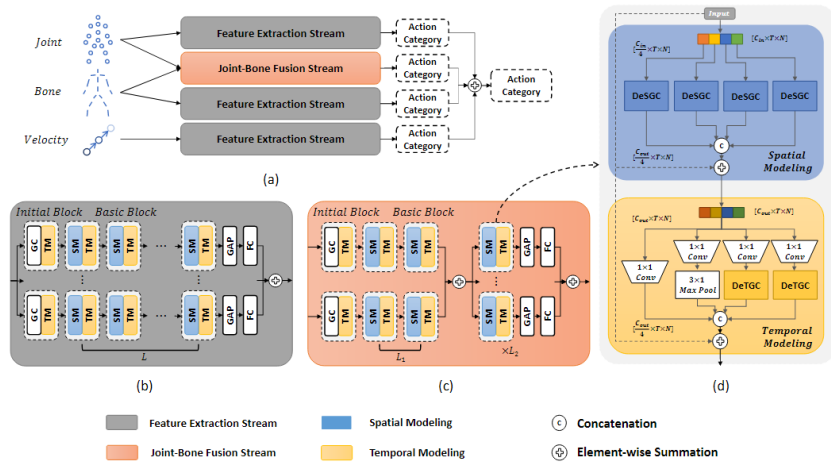 Joint
Bone
Velocity
Feature Extraction Stream
Joint-Bone Fusion Stream
Feature Extraction Stream
Feature Extraction Stream
Action Category
Action Category
Action Category
Action Category
Action Category
(a)
Initial Block Basic Block
GC TM SM TM SM TM ... SM TM GAP FC
GC TM SM TM SM TM ... SM TM GAP FC
L
(b)
Initial Block Basic Block
GC TM SM TM SM TM SM TM GAP FC
GC TM SM TM SM TM SM TM GAP FC
L₁
×L₂
(c)
Input
[C_in×T×N]
[C_in/4×T×N]
DeSGC DeSGC DeSGC DeSGC
C
[C_out/4×T×N]
Spatial Modeling
[C_out×T×N]
[C_out×T×N]
1×1 Conv
1×1 Conv
1×1 Conv
1×1 Conv
3×1 Max Pool
DeTGC
DeTGC
C
[C_out/4×T×N]
Temporal Modeling
(d)
Feature Extraction Stream
Joint-Bone Fusion Stream
Spatial Modeling
Temporal Modeling
C Concatenation
Element-wise Summation